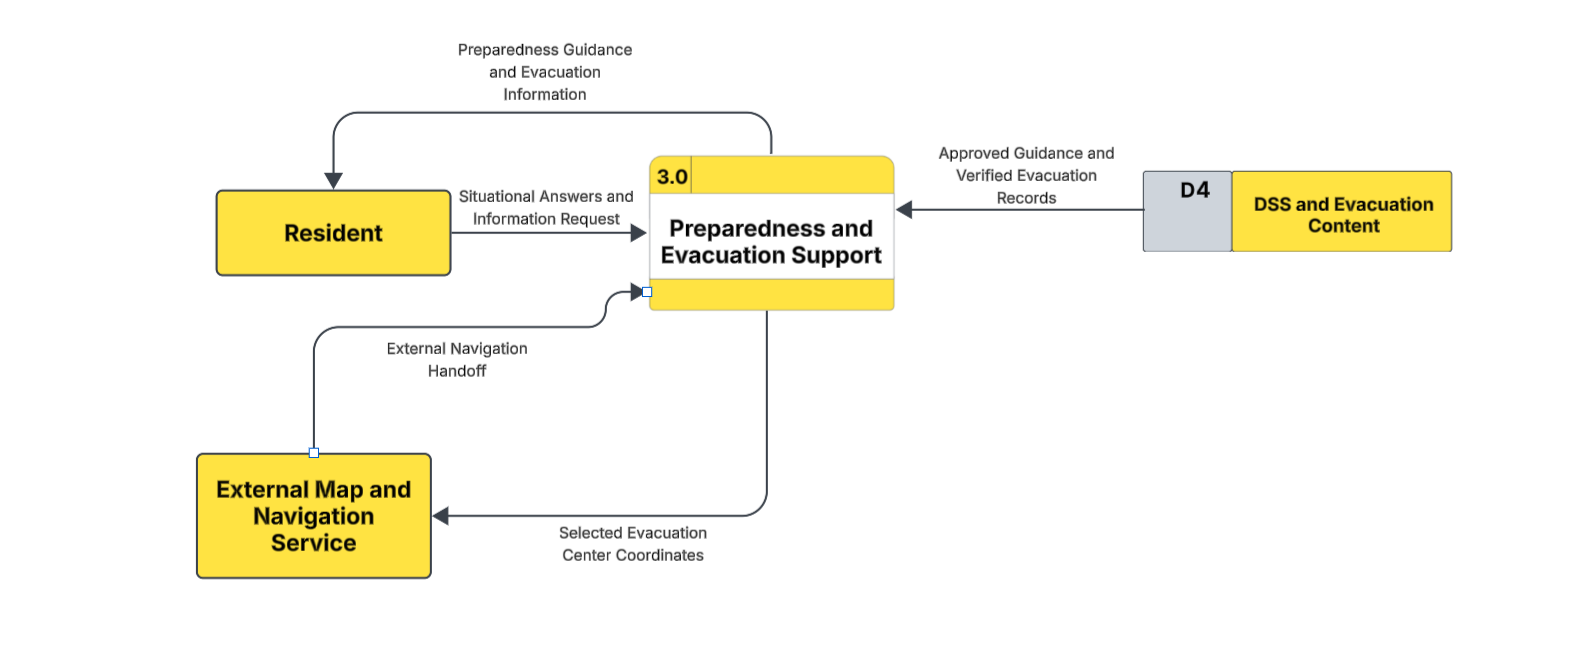 Preparedness Guidance
and Evacuation
Information
Approved Guidance and
Verified Evacuation
Records
3.0
Preparedness and
Evacuation Support
D4
DSS and Evacuation
Content
Situational Answers and
Information Request
Resident
External Navigation
Handoff
External Map and
Navigation
Service
Selected Evacuation
Center Coordinates